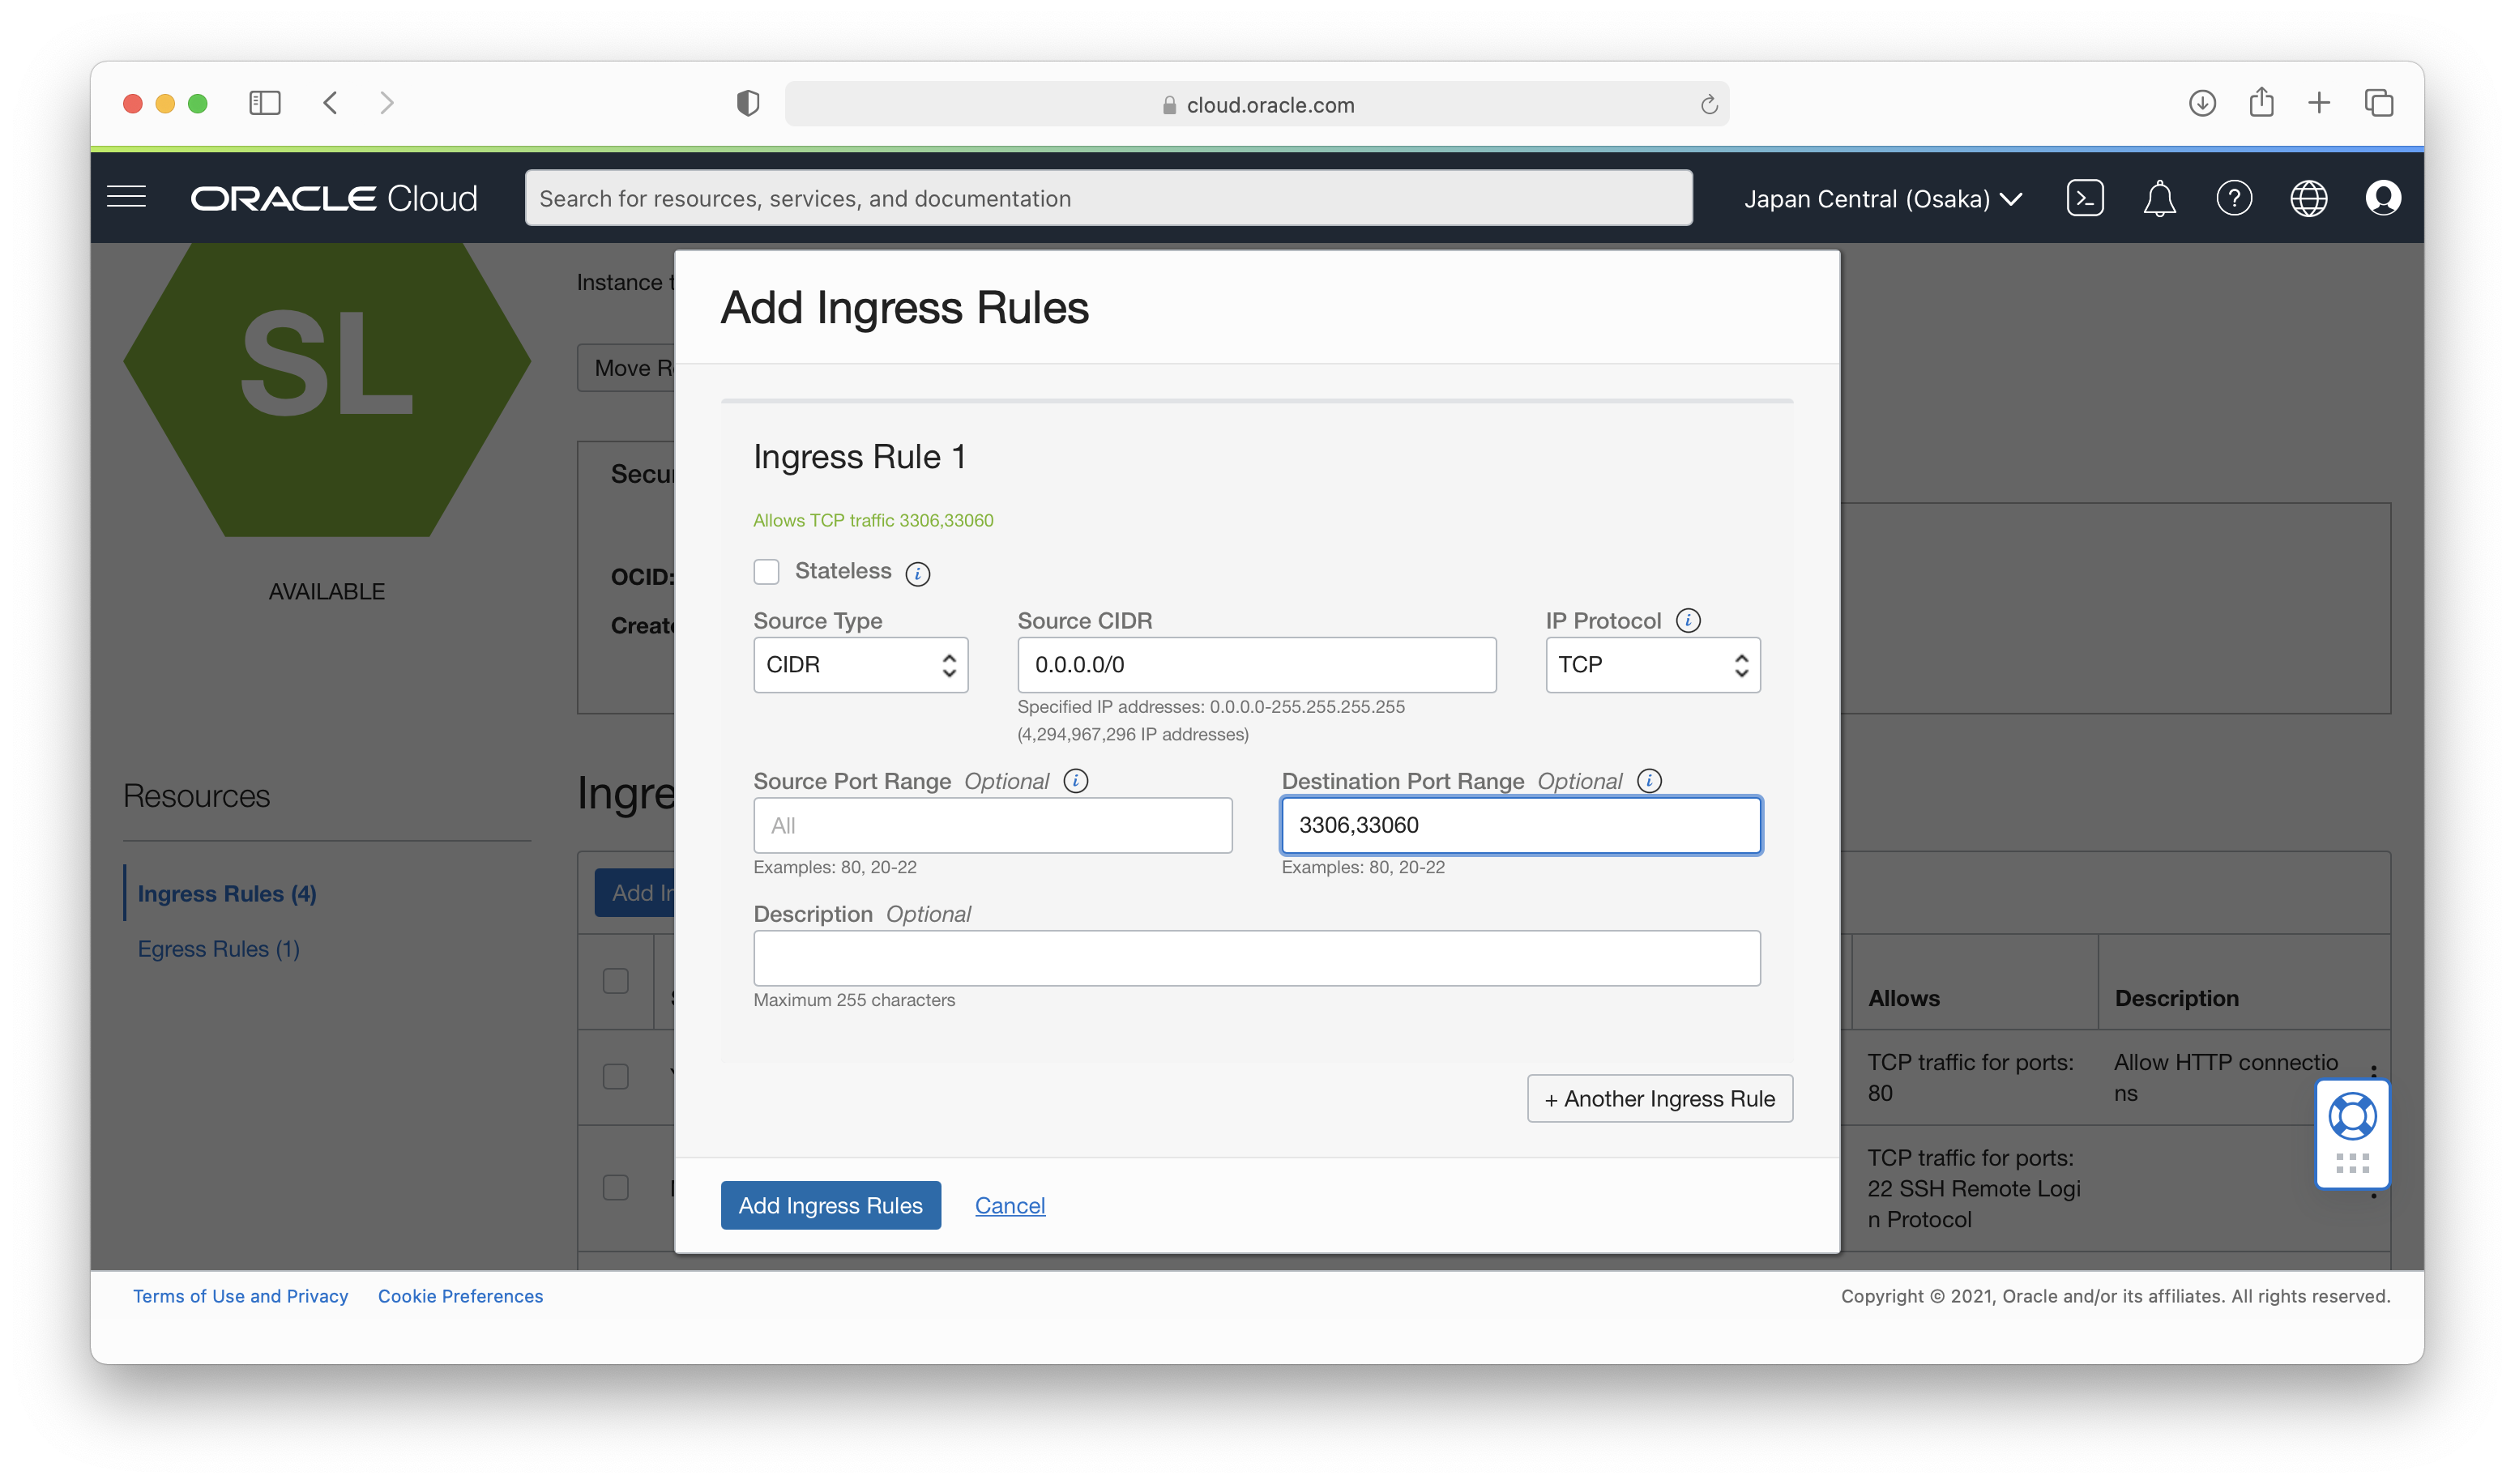 cloud.oracle.com
ORACLE Cloud
Search for resources, services, and documentation
Japan Central (Osaka)
SL
AVAILABLE
Instance
Move
OCID:
Resources
Ingress Rules (4)
Egress Rules (1)
Add Ingress Rules
Ingress Rule 1
Allows TCP traffic 3306,33060
Stateless
Source Type
Source CIDR
IP Protocol
CIDR
0.0.0.0/0
TCP
Specified IP addresses: 0.0.0.0-255.255.255.255
(4,294,967,296 IP addresses)
Source Port Range Optional
Destination Port Range Optional
All
3306,33060
Examples: 80, 20-22
Examples: 80, 20-22
Description Optional
Maximum 255 characters
+ Another Ingress Rule
Add Ingress Rules
Cancel
Add
Allows
Description
TCP traffic for ports:
80
Allow HTTP connectio
ns
TCP traffic for ports:
22 SSH Remote Logi
n Protocol
Terms of Use and Privacy
Cookie Preferences
Copyright © 2021, Oracle and/or its affiliates. All rights reserved.